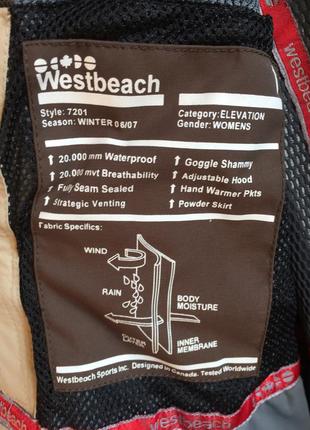 Westbeach
Style: 7201
Season: WINTER 06/07
Category: ELEVATION
Gender: WOMENS
20.000 mm Waterproof
20.000 mvt Breathability
Fully Seam Sealed
Strategic Venting
Goggle Shammy
Adjustable Hood
Hand Warmer Pkts
Powder Skirt
Fabric Specifics:
WIND
RAIN
BODY
MOISTURE
OUTER
INNER
MEMBRANE
Westbeach Sports Inc. Designed in Canada. Tested Worldwide
westbeach